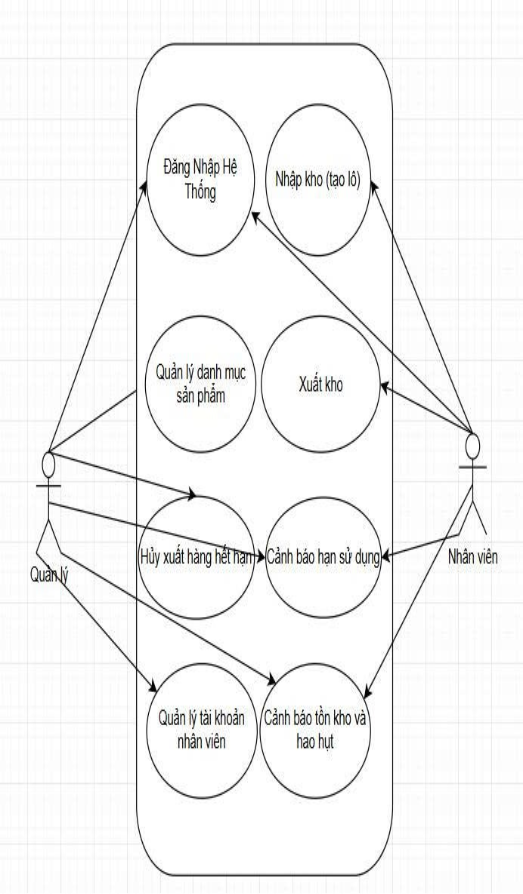 Đăng Nhập Hệ
Thống
Nhập kho (tạo lô)
Quản lý danh mục
sản phẩm
Xuất kho
Hủy xuất hàng hết hạn
Cảnh báo hạn sử dụng
Quản lý
Nhân viên
Quản lý tài khoản
nhân viên
Cảnh báo tồn kho và
hao hụt